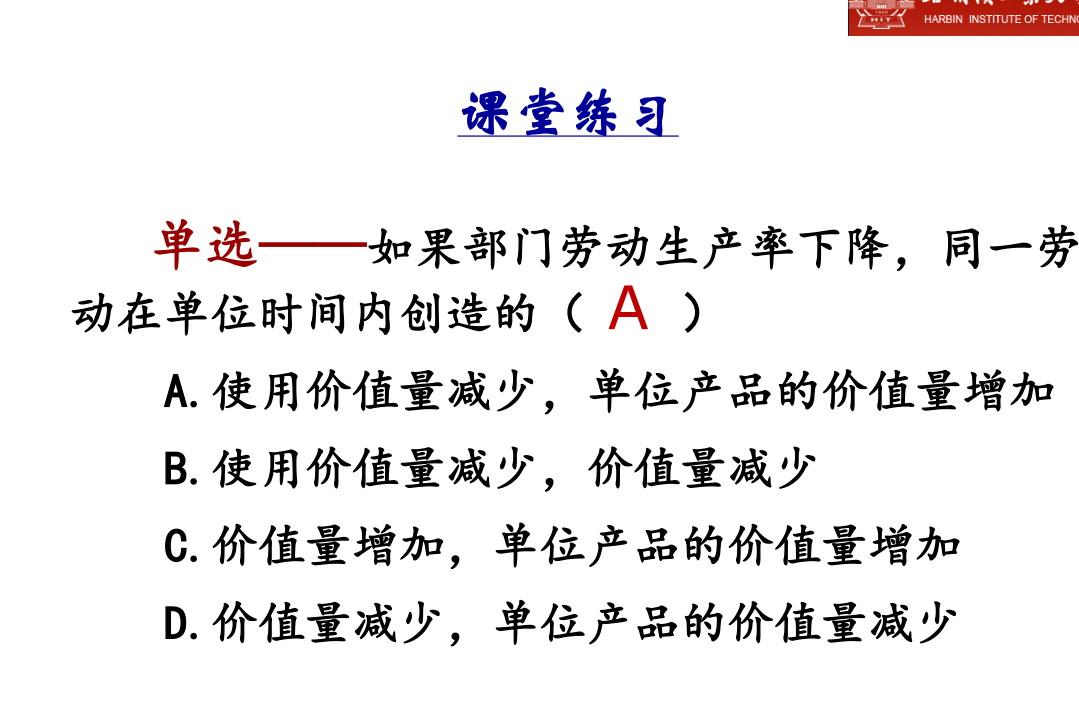 HIT
HARBIN INSTITUTE OF TECHNO
课堂练习
单选——如果部门劳动生产率下降，同一劳
动在单位时间内创造的（ A ）
A.使用价值量减少，单位产品的价值量增加
B.使用价值量减少，价值量减少
C.价值量增加，单位产品的价值量增加
D.价值量减少，单位产品的价值量减少